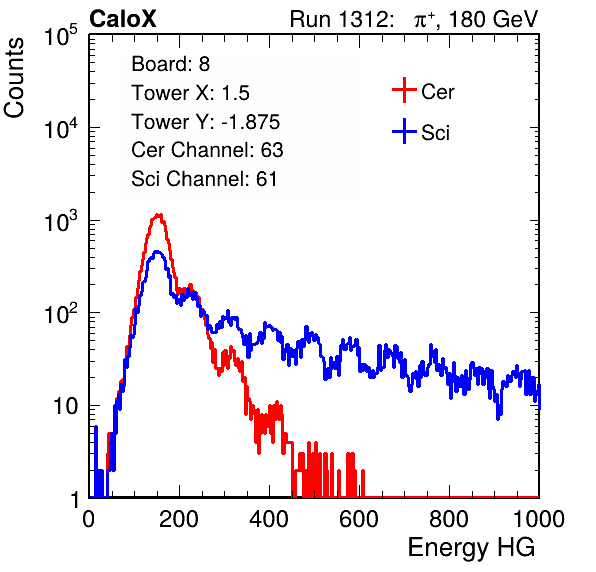 CaloX Run 1312: π⁺, 180 GeV
Counts
Board: 8
Tower X: 1.5
Tower Y: -1.875
Cer Channel: 63
Sci Channel: 61
Cer
Sci
10⁵
10⁴
10³
10²
10
1
0 200 400 600 800 1000
Energy HG